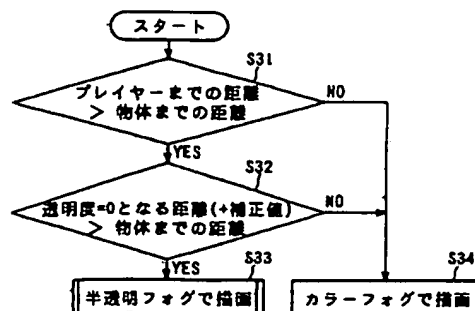 スタート
S31
プレイヤーまでの距離
> 物体までの距離
NO
YES
S32
透明度=0となる距離(+補正値)
> 物体までの距離
NO
YES
S33
半透明フォグで描画
S34
カラーフォグで描画